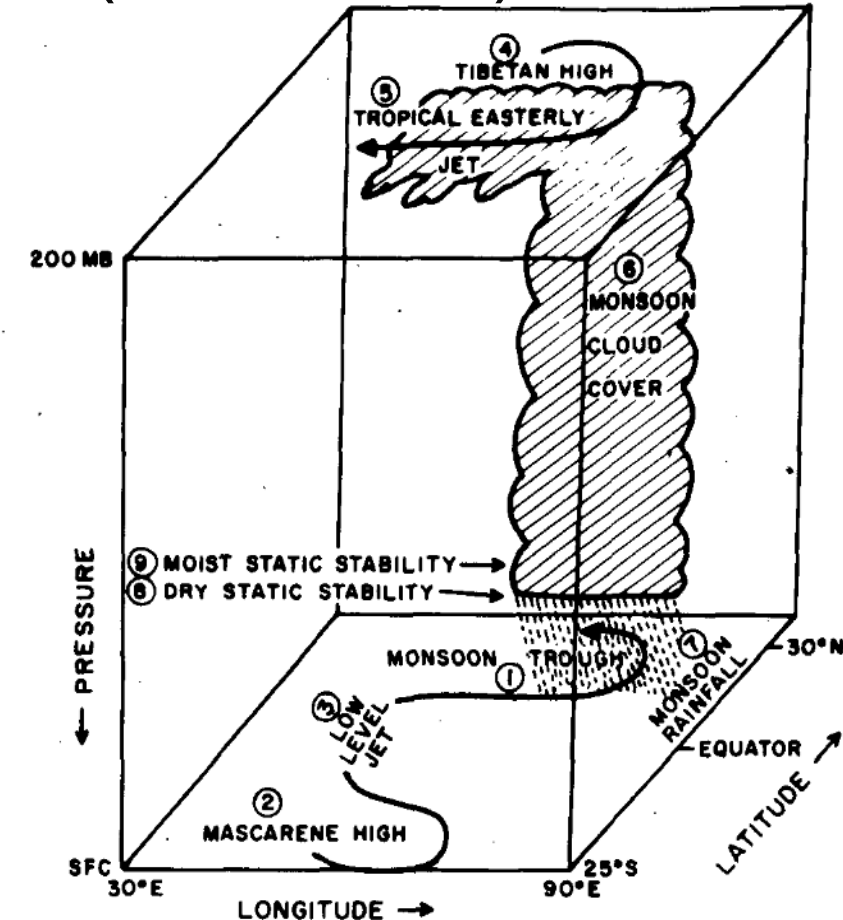 ④
TIBETAN HIGH
⑤
TROPICAL EASTERLY
JET
200 MB
⑥
MONSOON
CLOUD
COVER
⑨ MOIST STATIC STABILITY
⑧ DRY STATIC STABILITY
← PRESSURE
MONSOON TROUGH
①
⑦
MONSOON
RAINFALL
30°N
③
LOW
LEVEL
JET
EQUATOR
②
MASCARENE HIGH
LATITUDE →
SFC
25°S
30°E
90°E
LONGITUDE →